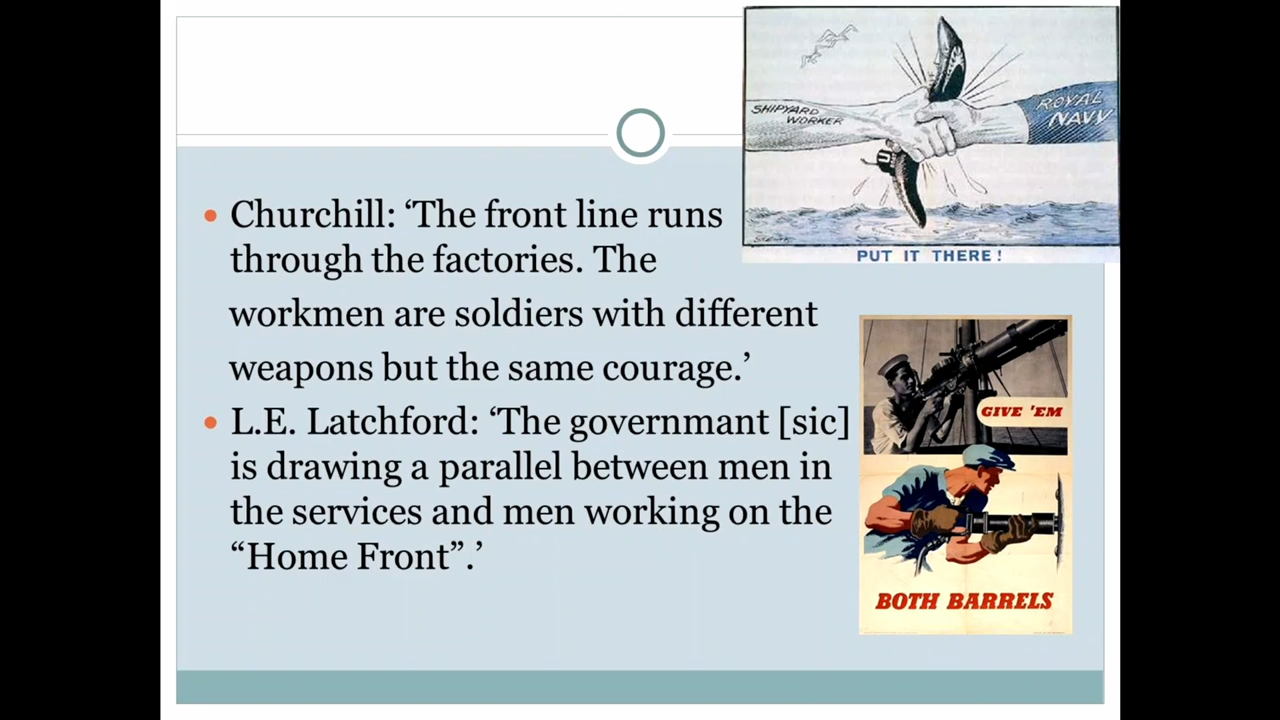 SHIPYARD
WORKER
ROYAL
NAVY
U
PUT IT THERE!
• Churchill: ‘The front line runs
through the factories. The
workmen are soldiers with different
weapons but the same courage.’
• L.E. Latchford: ‘The governmant [sic]
is drawing a parallel between men in
the services and men working on the
“Home Front”.’
GIVE 'EM
BOTH BARRELS